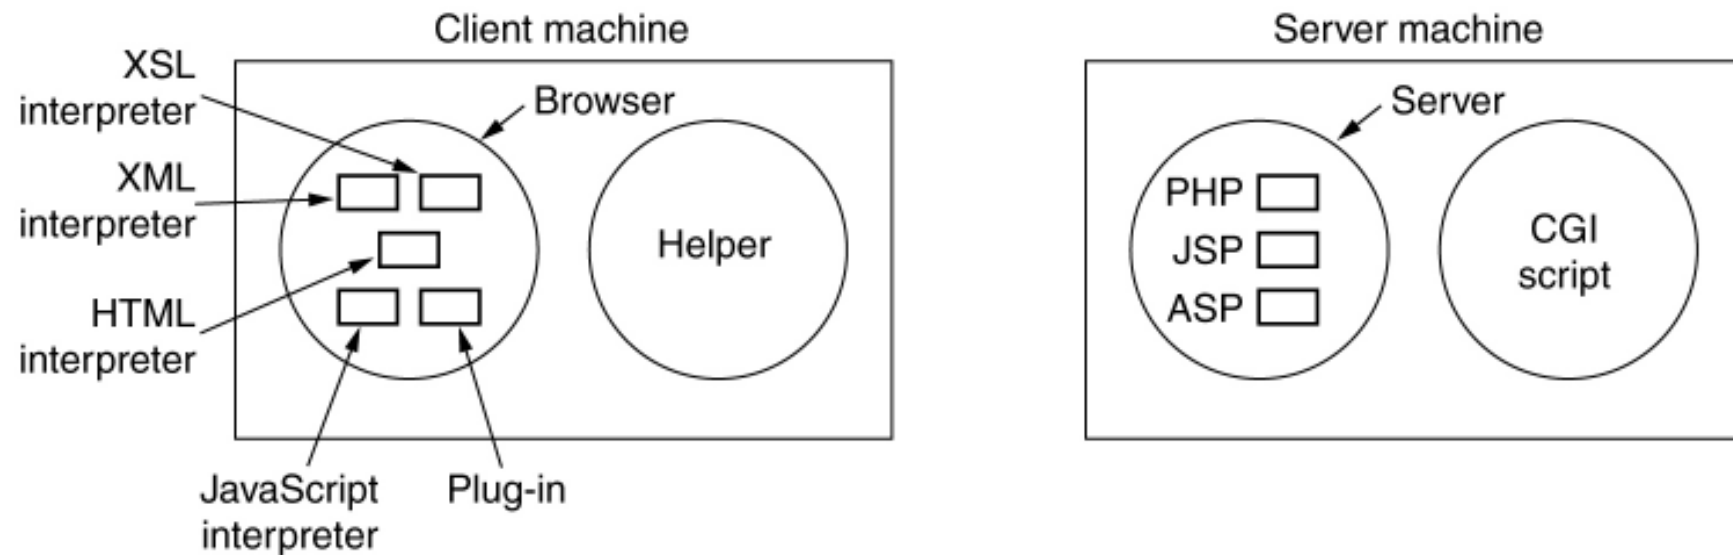 Client machine
Server machine
XSL
interpreter
Browser
Server
XML
interpreter
PHP
Helper
JSP
CGI
script
ASP
HTML
interpreter
JavaScript
interpreter
Plug-in